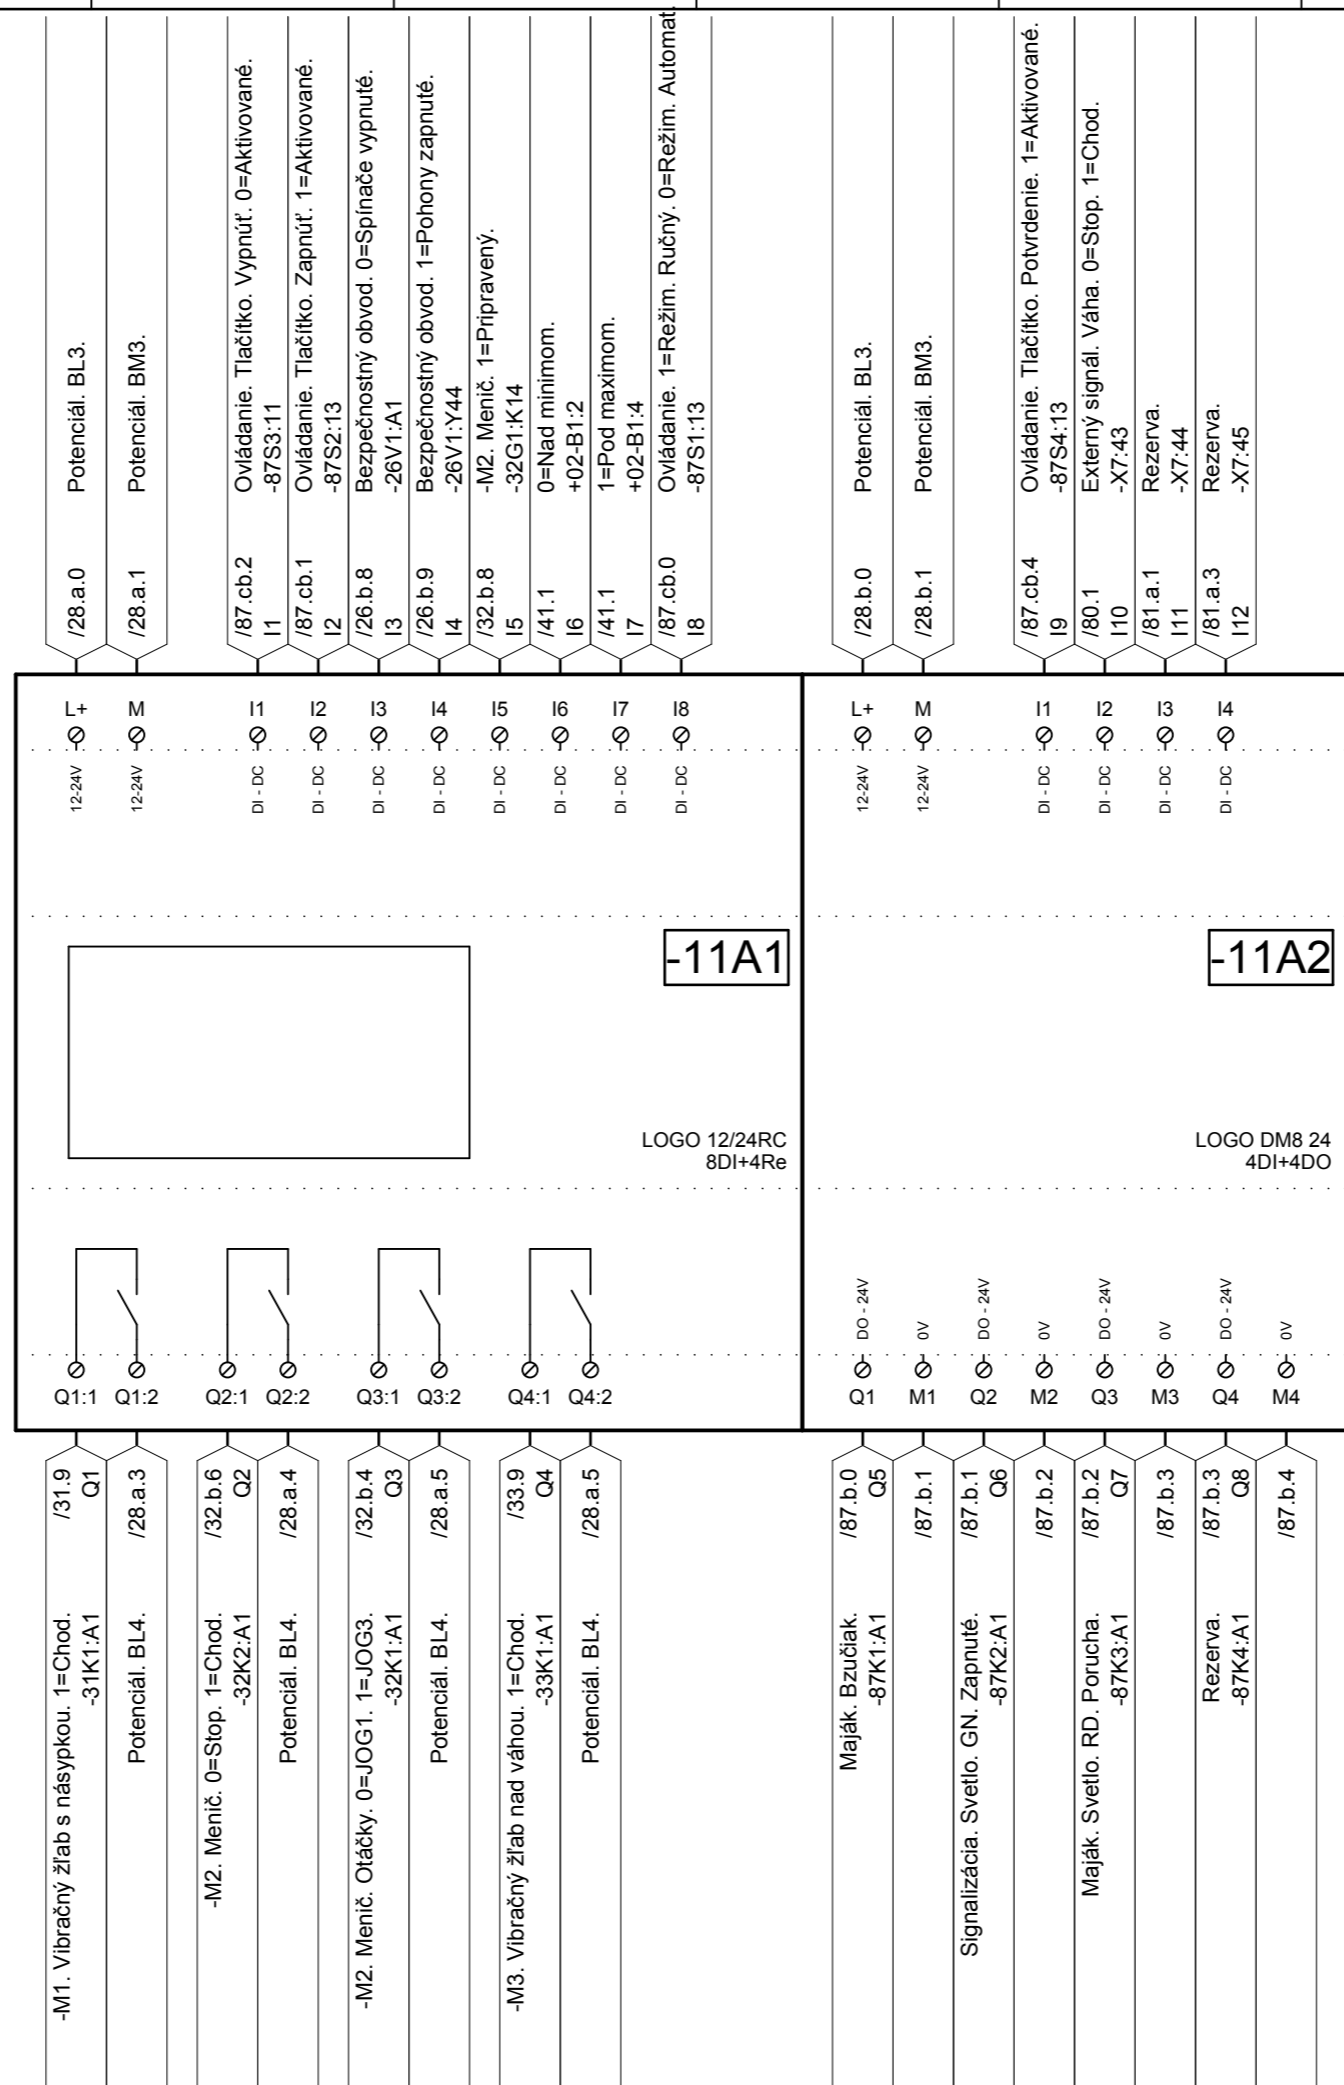 Potenciál. BL3.
/28.a.0
Potenciál. BM3.
/28.a.1
Ovládanie. Tlačítko. Vypnúť. 0=Aktivované.
-87S3:11
/87.cb.2
I1
Ovládanie. Tlačítko. Zapnúť. 1=Aktivované.
-87S2:13
/87.cb.1
I2
Bezpečnostný obvod. 0=Spínače vypnuté.
-26V1:A1
/26.b.8
I3
Bezpečnostný obvod. 1=Pohony zapnuté.
-26V1:Y44
/26.b.9
I4
-M2. Menič. 1=Pripravený.
-32G1:K14
/32.b.8
I5
0=Nad minimom.
+02-B1:2
/41.1
I6
1=Pod maximom.
+02-B1:4
/41.1
I7
Ovládanie. 1=Režim. Ručný. 0=Režim. Automat.
-87S1:13
/87.cb.0
I8
Potenciál. BL3.
/28.b.0
Potenciál. BM3.
/28.b.1
Ovládanie. Tlačítko. Potvrdenie. 1=Aktivované.
-87S4:13
/87.cb.4
I9
Externý signál. Váha. 0=Stop. 1=Chod.
-X7:43
/80.1
I10
Rezerva.
-X7:44
/81.a.1
I11
Rezerva.
-X7:45
/81.a.3
I12
L+ M I1 I2 I3 I4 I5 I6 I7 I8
12-24V 12-24V DI - DC DI - DC DI - DC DI - DC DI - DC DI - DC DI - DC DI - DC
L+ M I1 I2 I3 I4
12-24V 12-24V DI - DC DI - DC DI - DC DI - DC
-11A1
LOGO 12/24RC
8DI+4Re
-11A2
LOGO DM8 24
4DI+4DO
DO - 24V 0V DO - 24V 0V DO - 24V 0V DO - 24V 0V
Q1:1 Q1:2 Q2:1 Q2:2 Q3:1 Q3:2 Q4:1 Q4:2
Q1 M1 Q2 M2 Q3 M3 Q4 M4
-M1. Vibračný žľab s násypkou. 1=Chod.
-31K1:A1
/31.9
Q1
Potenciál. BL4.
/28.a.3
-M2. Menič. 0=Stop. 1=Chod.
-32K2:A1
/32.b.6
Q2
Potenciál. BL4.
/28.a.4
-M2. Menič. Otáčky. 0=JOG1. 1=JOG3.
-32K1:A1
/32.b.4
Q3
Potenciál. BL4.
/28.a.5
-M3. Vibračný žľab nad váhou. 1=Chod.
-33K1:A1
/33.9
Q4
Potenciál. BL4.
/28.a.5
Maják. Bzučiak.
-87K1:A1
/87.b.0
Q5
/87.b.1
Signalizácia. Svetlo. GN. Zapnuté.
-87K2:A1
/87.b.1
Q6
/87.b.2
Maják. Svetlo. RD. Porucha.
-87K3:A1
/87.b.2
Q7
/87.b.3
Rezerva.
-87K4:A1
/87.b.3
Q8
/87.b.4